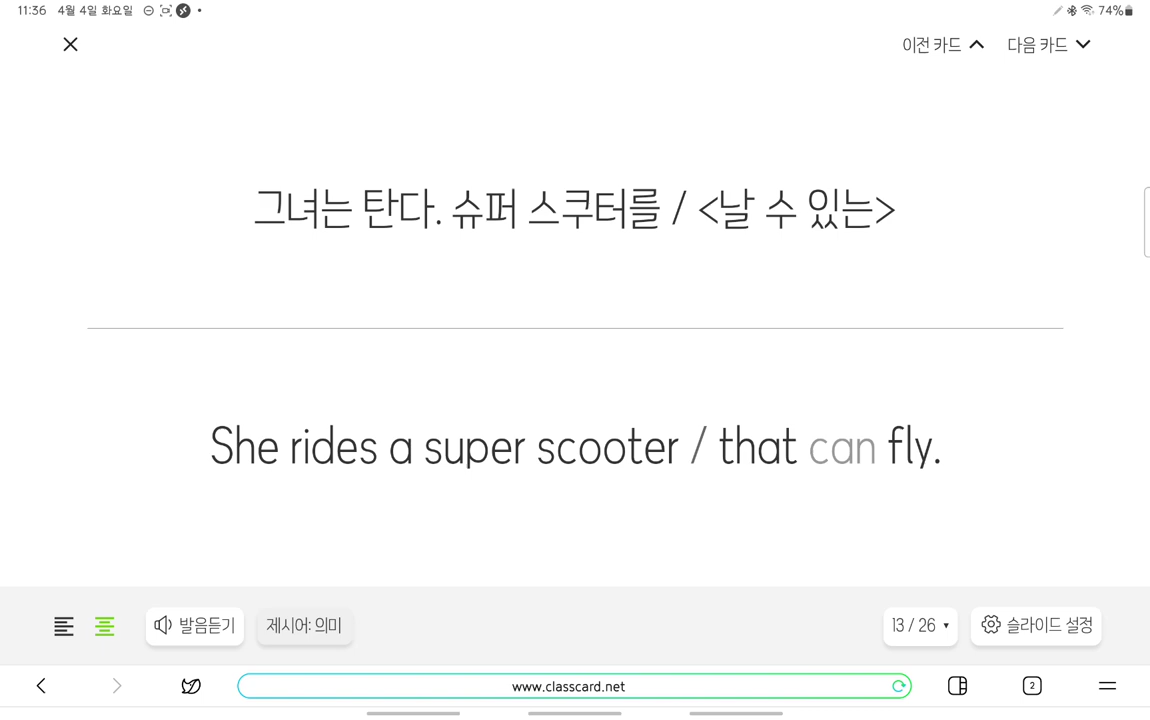 11:36 4월 4일 화요일 74%
이전 카드 다음 카드
그녀는 탄다. 슈퍼 스쿠터를 / <날 수 있는>
She rides a super scooter / that can fly.
발음듣기 제시어: 의미 13 / 26 슬라이드 설정
www.classcard.net 2